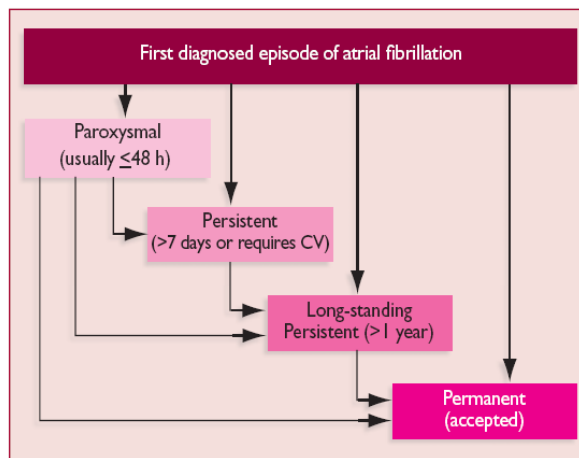 First diagnosed episode of atrial fibrillation
Paroxysmal
(usually ≤48 h)
Persistent
(>7 days or requires CV)
Long-standing
Persistent (>1 year)
Permanent
(accepted)